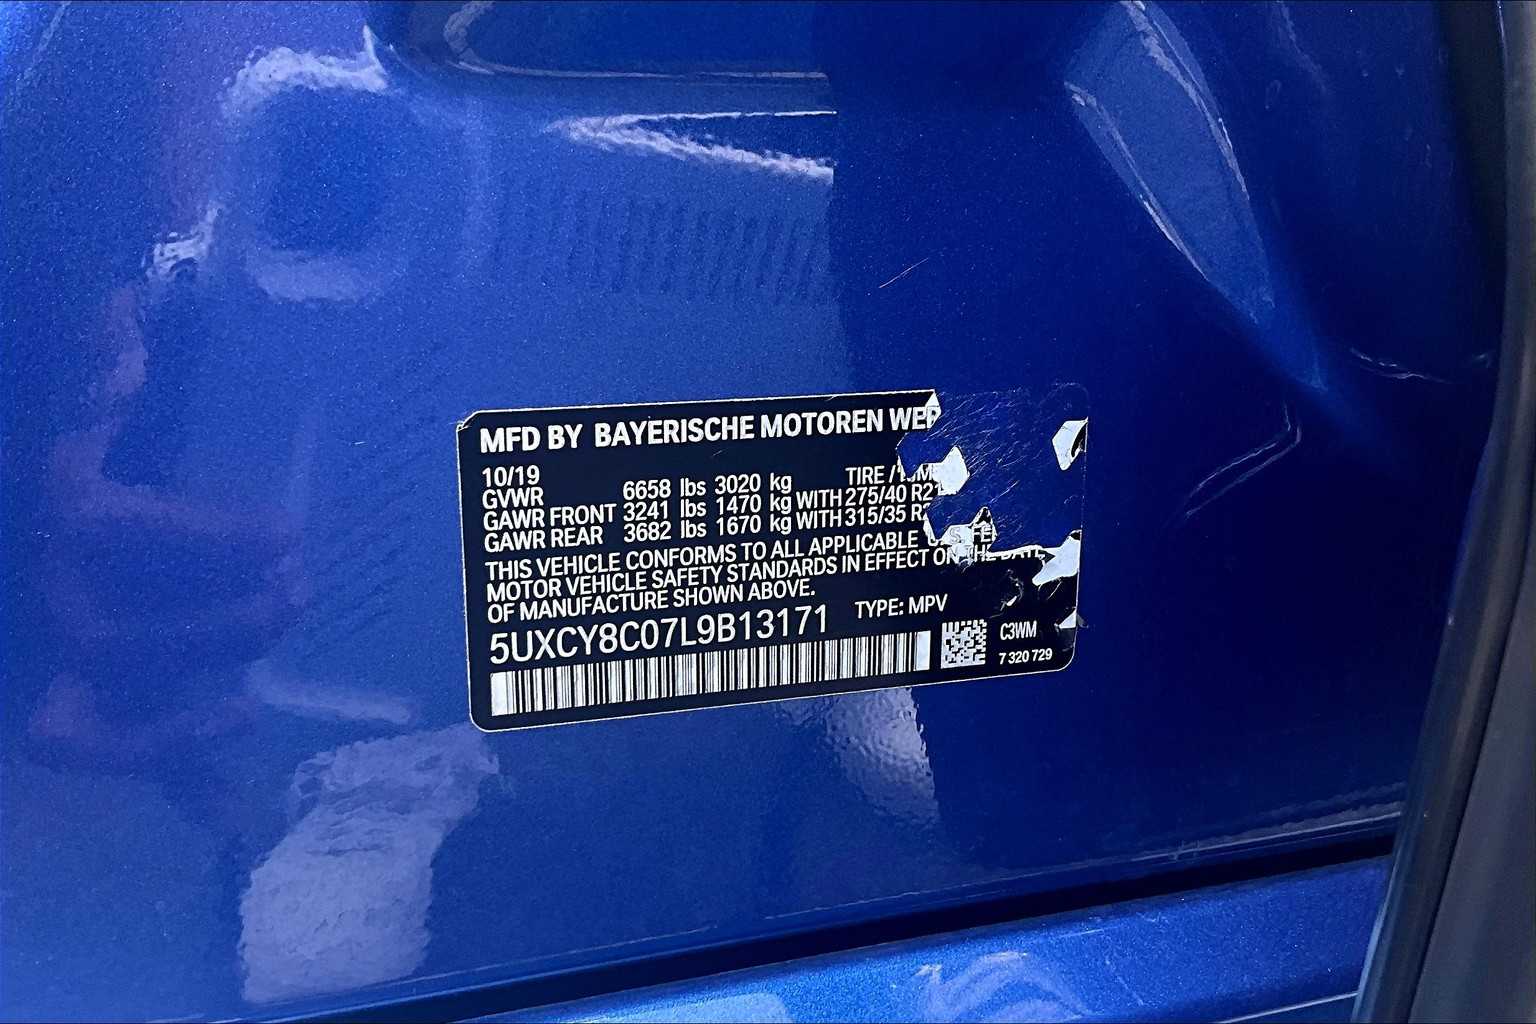 MFD BY BAYERISCHE MOTOREN WER
10/19 TIRE /
GVWR 6658 lbs 3020 kg
GAWR FRONT 3241 lbs 1470 kg WITH 275/40 R21
GAWR REAR 3682 lbs 1670 kg WITH 315/35 R2
THIS VEHICLE CONFORMS TO ALL APPLICABLE
MOTOR VEHICLE SAFETY STANDARDS IN EFFECT ON THE DATE
OF MANUFACTURE SHOWN ABOVE.
5UXCY8C07L9B13171 TYPE: MPV
C3WM
7 320 729